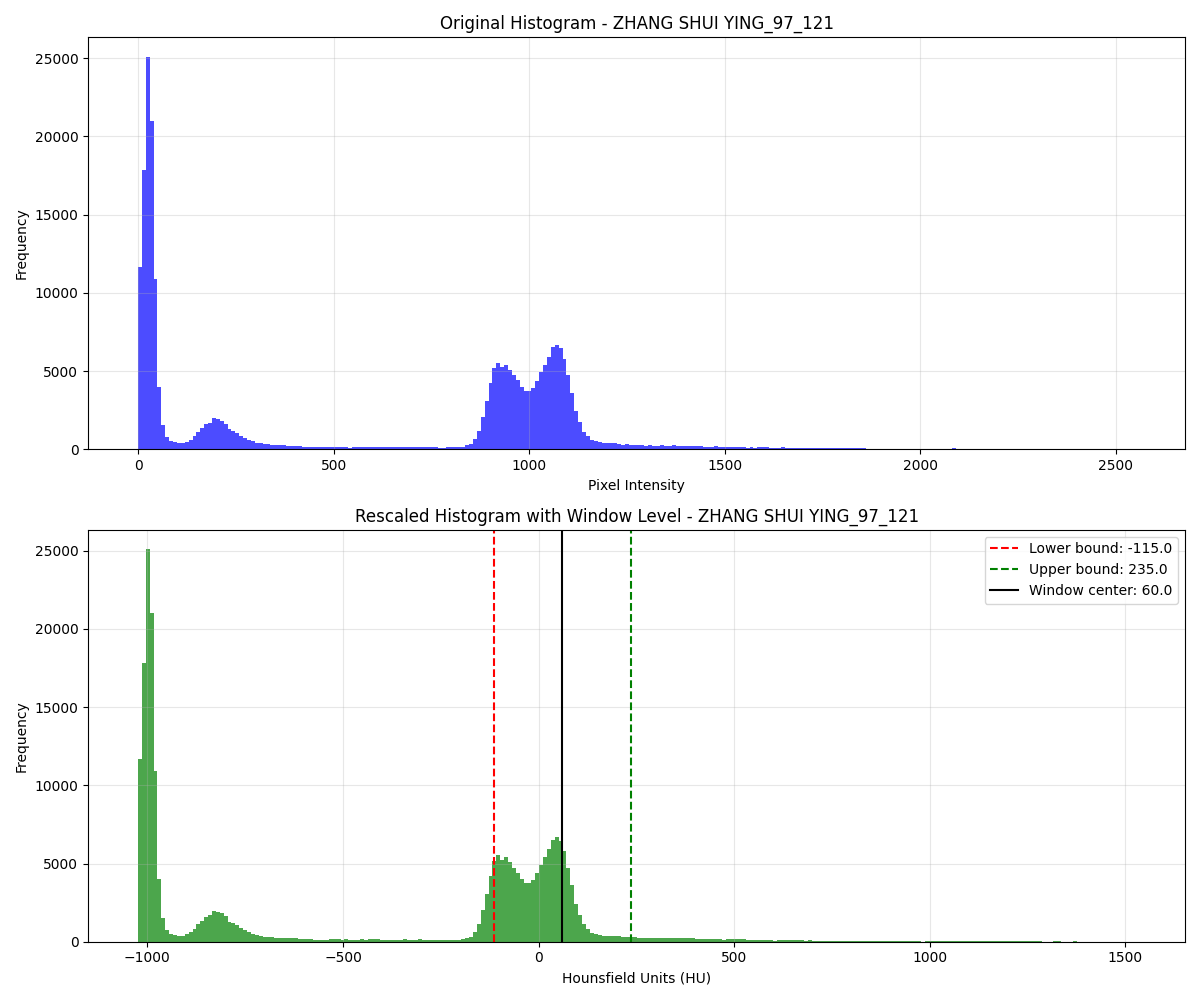 Original Histogram - ZHANG SHUI YING_97_121
Frequency
25000
20000
15000
10000
5000
0
0 500 1000 1500 2000 2500
Pixel Intensity
Rescaled Histogram with Window Level - ZHANG SHUI YING_97_121
Lower bound: -115.0
Upper bound: 235.0
Window center: 60.0
Frequency
25000
20000
15000
10000
5000
0
−1000 −500 0 500 1000 1500
Hounsfield Units (HU)